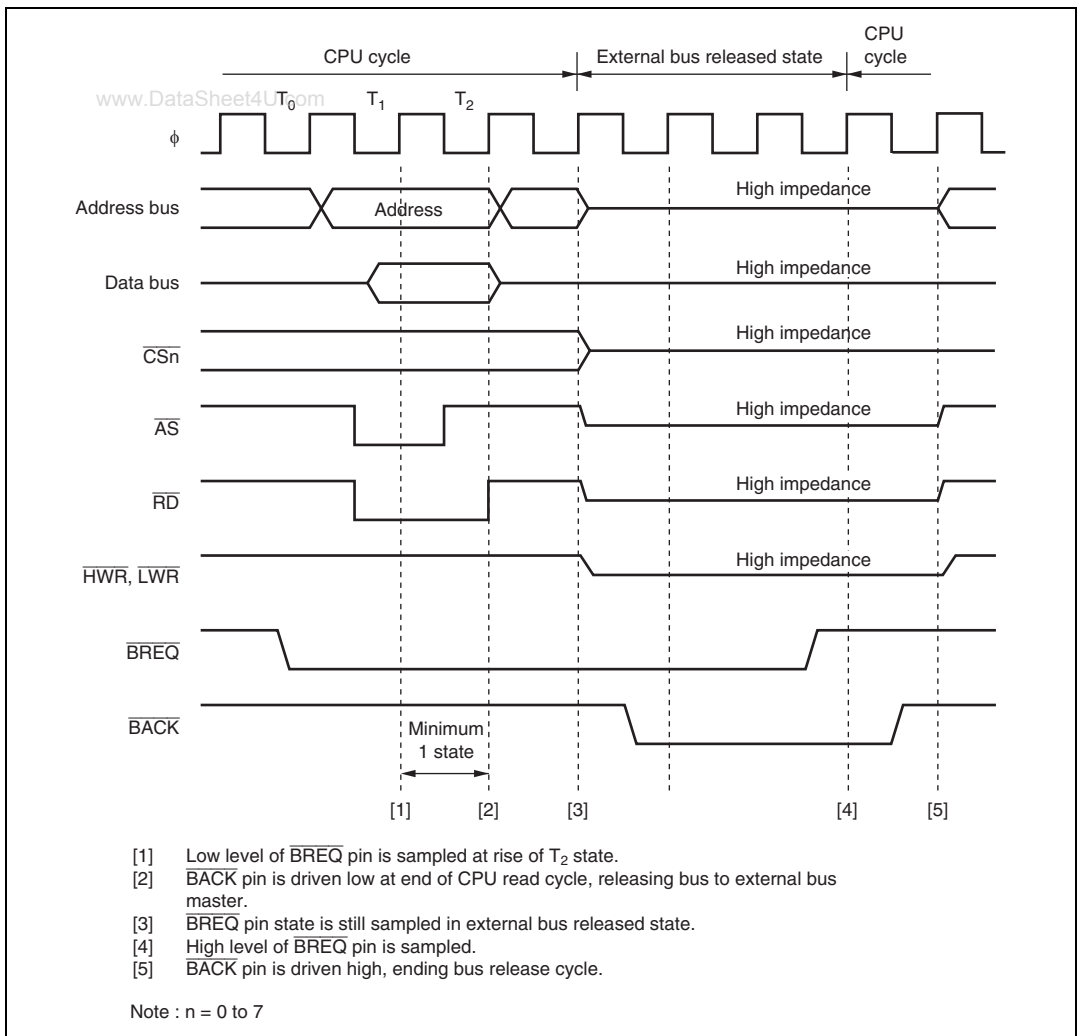 CPU cycle
External bus released state
CPU
cycle
www.DataSheet4U.com
T0
T1
T2
ϕ
Address bus
Address
High impedance
Data bus
High impedance
CSn
High impedance
AS
High impedance
RD
High impedance
HWR, LWR
High impedance
BREQ
BACK
Minimum
1 state
[1]
[2]
[3]
[4]
[5]
[1] Low level of BREQ pin is sampled at rise of T2 state.
[2] BACK pin is driven low at end of CPU read cycle, releasing bus to external bus
master.
[3] BREQ pin state is still sampled in external bus released state.
[4] High level of BREQ pin is sampled.
[5] BACK pin is driven high, ending bus release cycle.
Note : n = 0 to 7